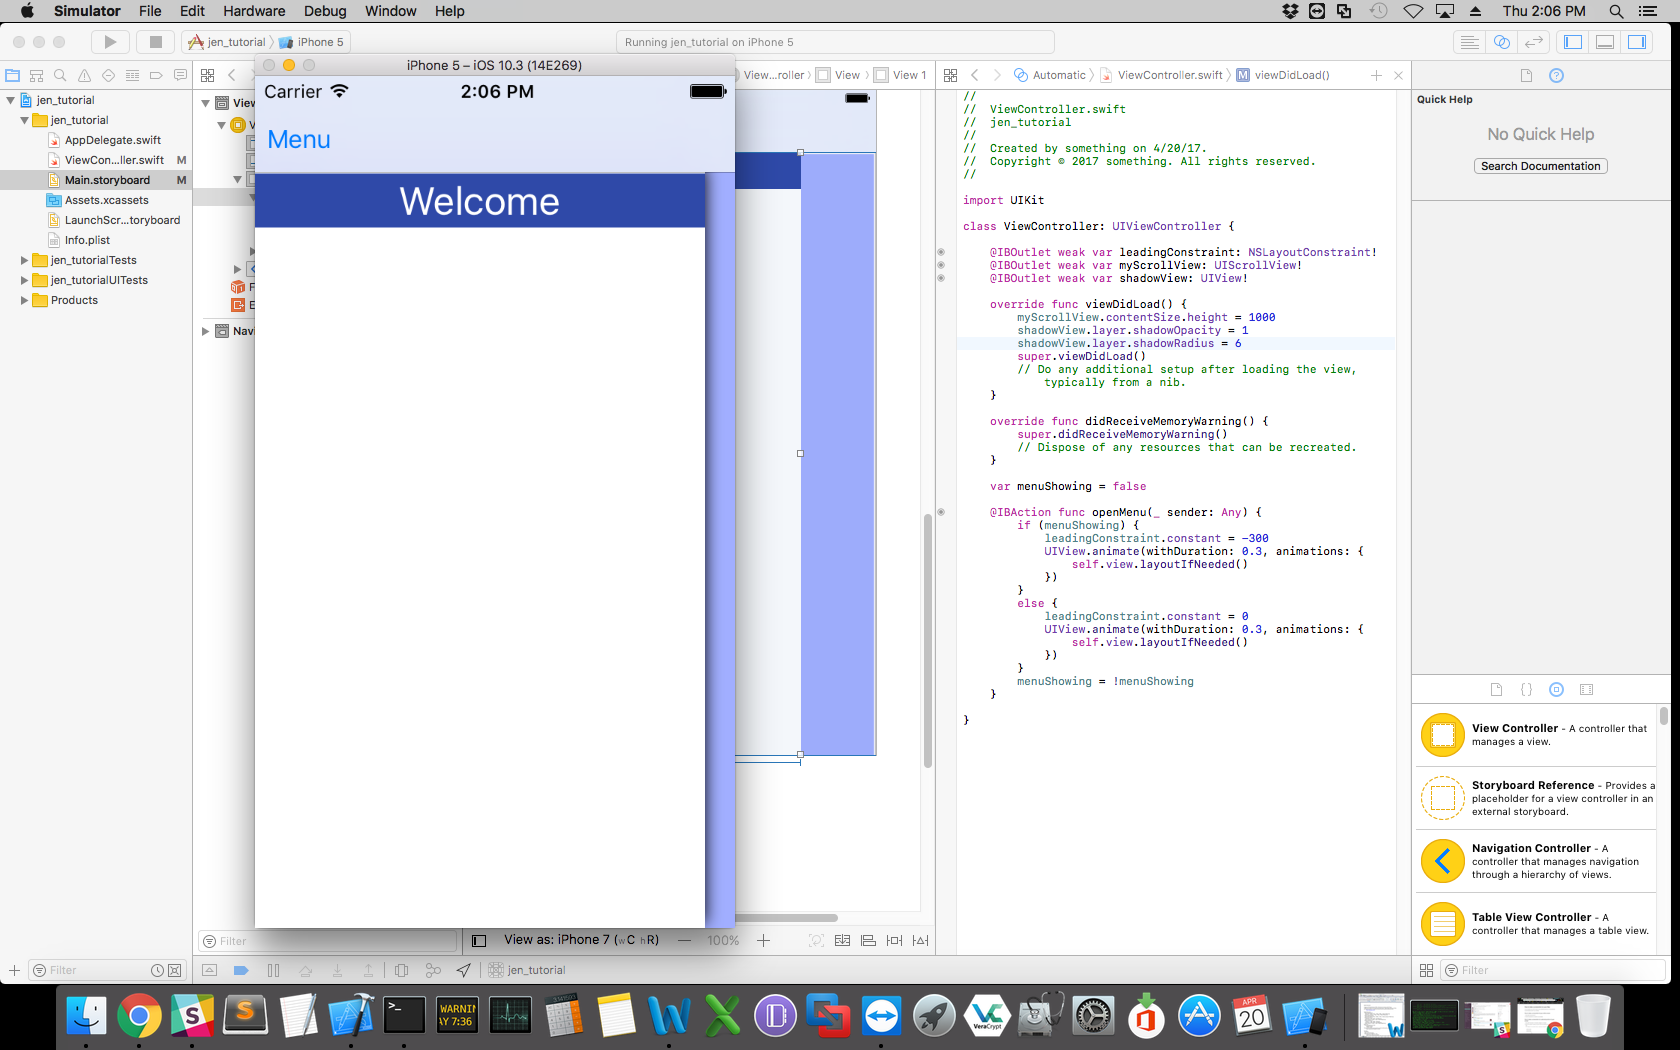 Simulator File Edit Hardware Debug Window Help
Thu 2:06 PM
jen_tutorial
iPhone 5
Running jen_tutorial on iPhone 5
jen_tutorial
jen_tutorial
AppDelegate.swift
ViewCon...ller.swift M
Main.storyboard M
Assets.xcassets
LaunchScr...toryboard
Info.plist
jen_tutorialTests
jen_tutorialUITests
Products
Filter
View
V
F
E
Navi
Filter
iPhone 5 – iOS 10.3 (14E269)
Carrier
2:06 PM
Menu
Welcome
View...roller
View
View 1
View as: iPhone 7 (wC hR)
100%
jen_tutorial
Automatic
ViewController.swift
M
viewDidLoad()
//
// ViewController.swift
// jen_tutorial
//
// Created by something on 4/20/17.
// Copyright © 2017 something. All rights reserved.
//
import UIKit
class ViewController: UIViewController {
@IBOutlet weak var leadingConstraint: NSLayoutConstraint!
@IBOutlet weak var myScrollView: UIScrollView!
@IBOutlet weak var shadowView: UIView!
override func viewDidLoad() {
myScrollView.contentSize.height = 1000
shadowView.layer.shadowOpacity = 1
shadowView.layer.shadowRadius = 6
super.viewDidLoad()
// Do any additional setup after loading the view,
typically from a nib.
}
override func didReceiveMemoryWarning() {
super.didReceiveMemoryWarning()
// Dispose of any resources that can be recreated.
}
var menuShowing = false
@IBAction func openMenu(_ sender: Any) {
if (menuShowing) {
leadingConstraint.constant = -300
UIView.animate(withDuration: 0.3, animations: {
self.view.layoutIfNeeded()
})
}
else {
leadingConstraint.constant = 0
UIView.animate(withDuration: 0.3, animations: {
self.view.layoutIfNeeded()
})
}
menuShowing = !menuShowing
}
}
Quick Help
No Quick Help
Search Documentation
View Controller - A controller that
manages a view.
Storyboard Reference - Provides a
placeholder for a view controller in an
external storyboard.
Navigation Controller - A
controller that manages navigation
through a hierarchy of views.
Table View Controller - A
controller that manages a table view.
Filter
WARNIN
AY 7:36
VeraCrypt
APR
20